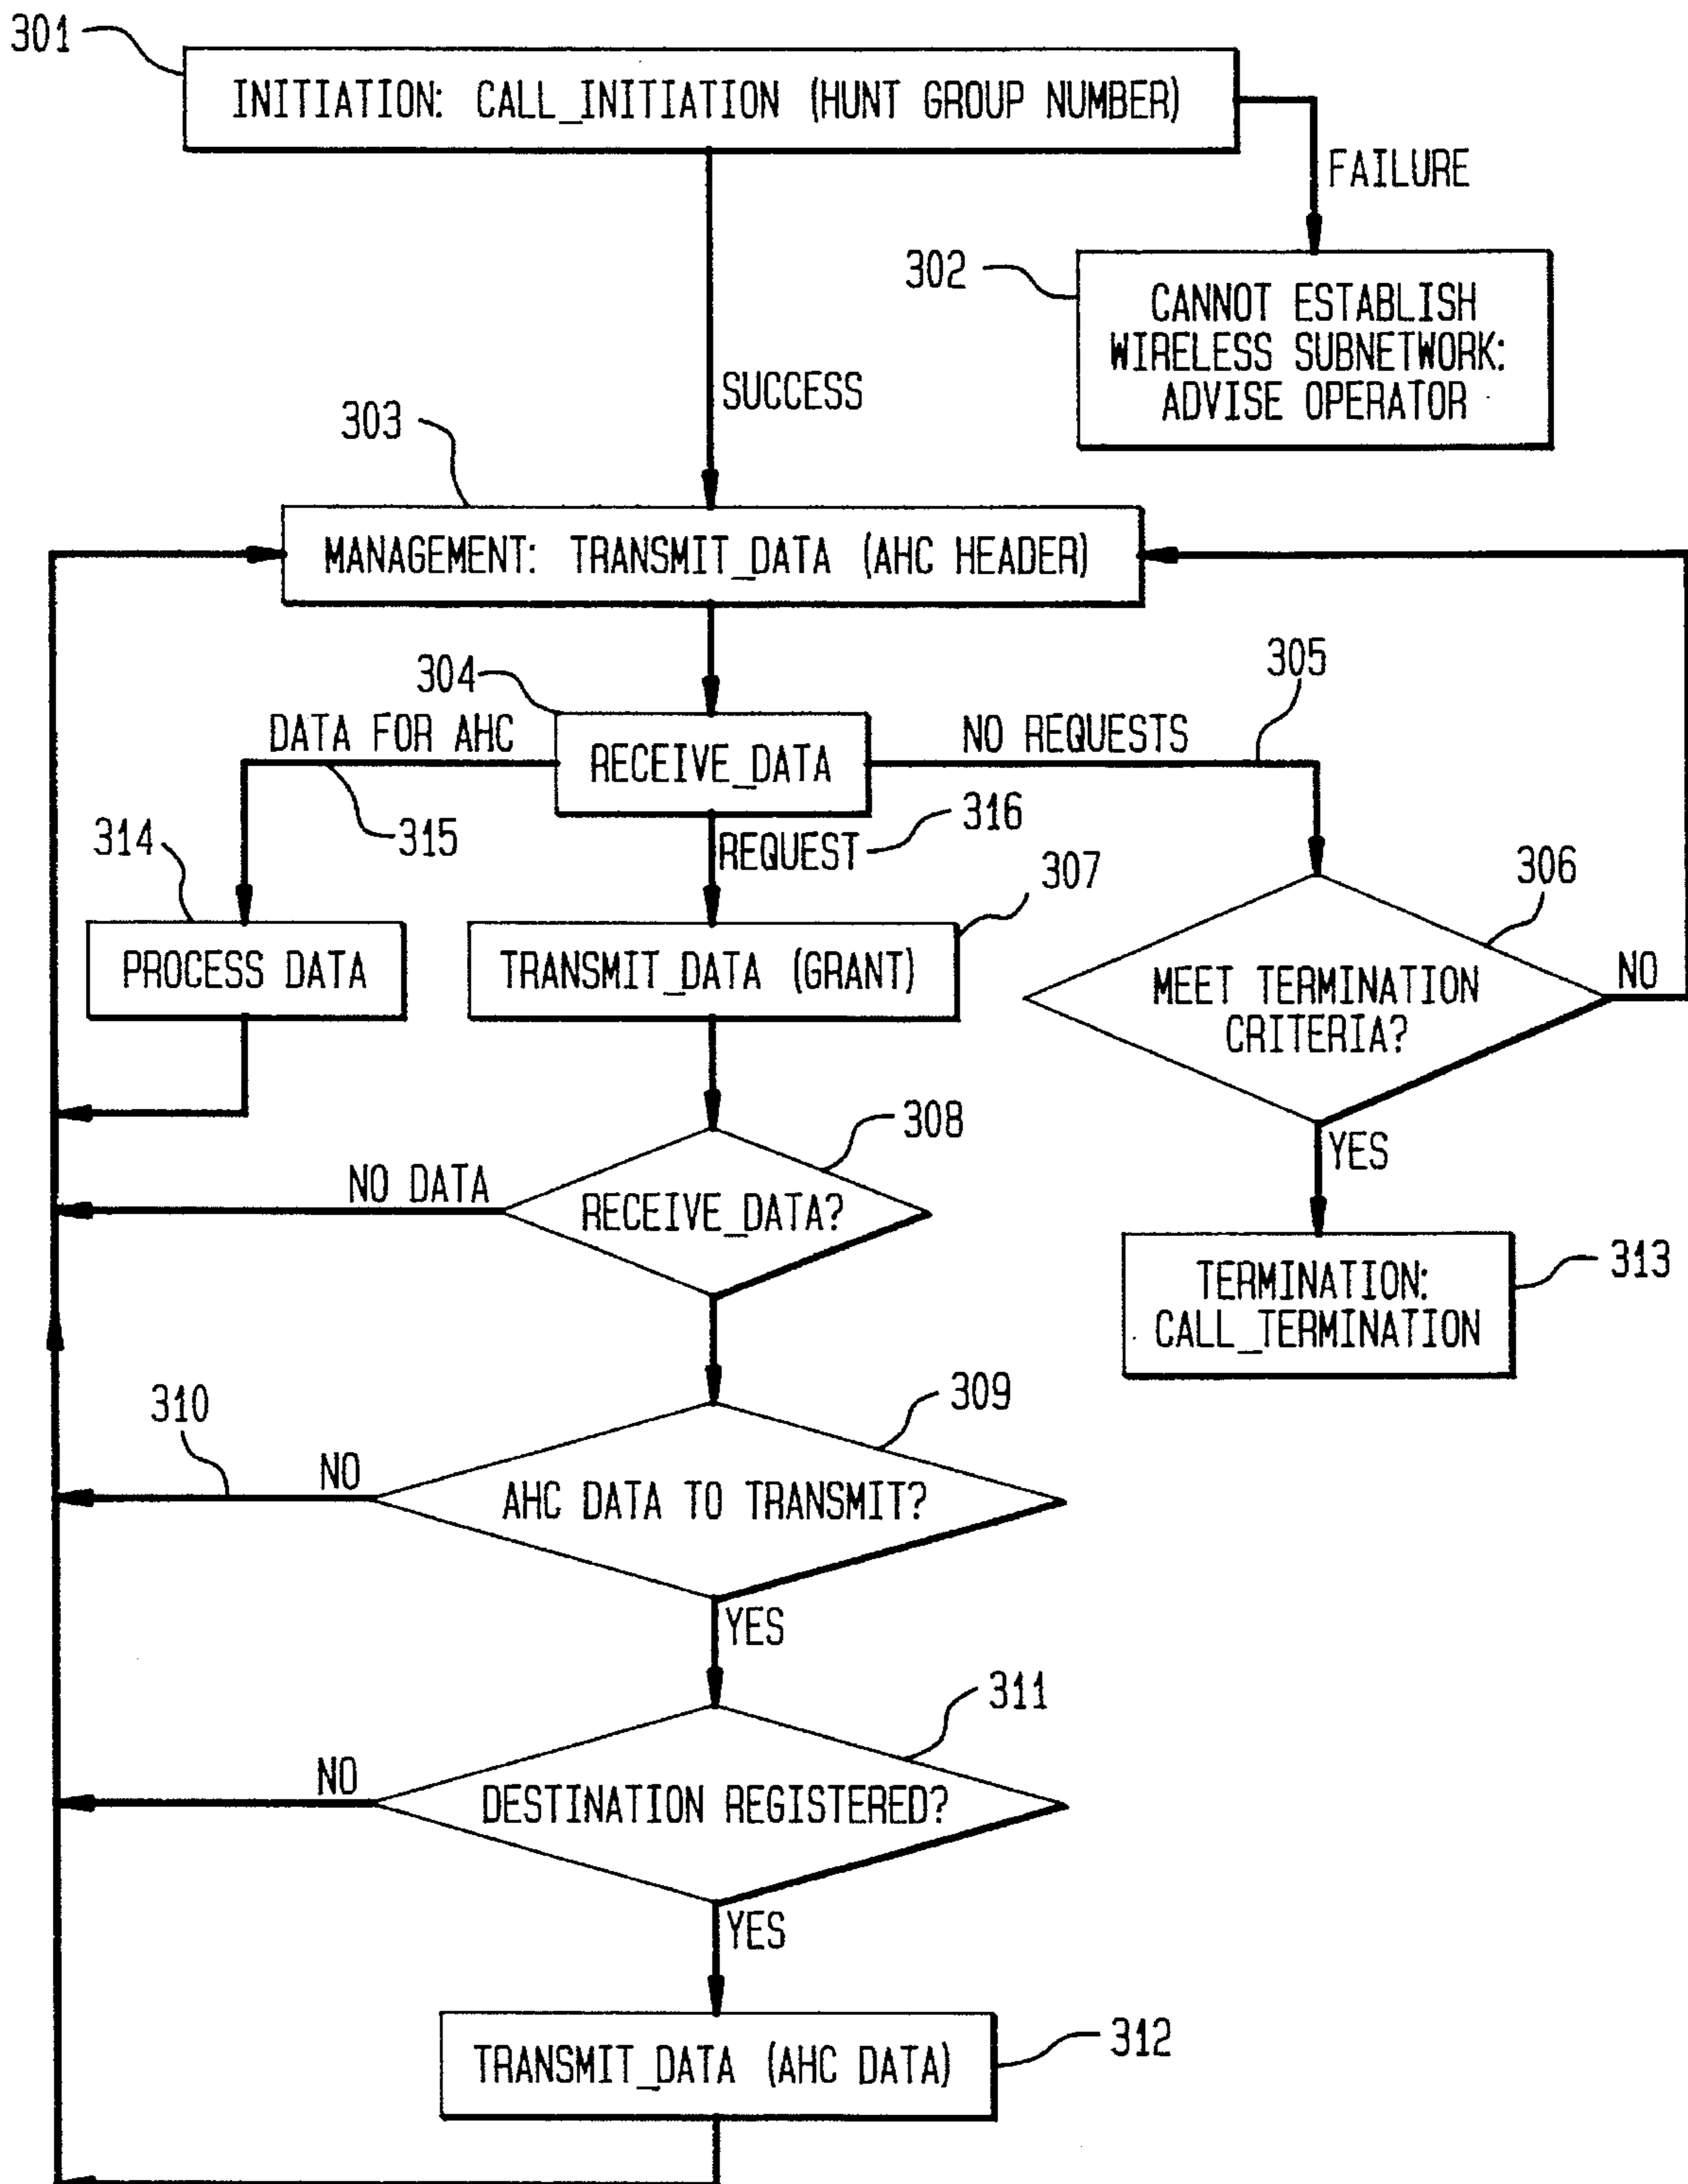 301
INITIATION: CALL_INITIATION (HUNT GROUP NUMBER)
FAILURE
302
CANNOT ESTABLISH
WIRELESS SUBNETWORK:
ADVISE OPERATOR
SUCCESS
303
MANAGEMENT: TRANSMIT_DATA (AHC HEADER)
304
305
DATA FOR AHC
RECEIVE_DATA
NO REQUESTS
314
315
REQUEST
316
307
306
PROCESS DATA
TRANSMIT_DATA (GRANT)
MEET TERMINATION
CRITERIA?
NO
308
YES
NO DATA
RECEIVE_DATA?
313
TERMINATION:
CALL_TERMINATION
310
309
NO
AHC DATA TO TRANSMIT?
YES
311
NO
DESTINATION REGISTERED?
YES
312
TRANSMIT_DATA (AHC DATA)